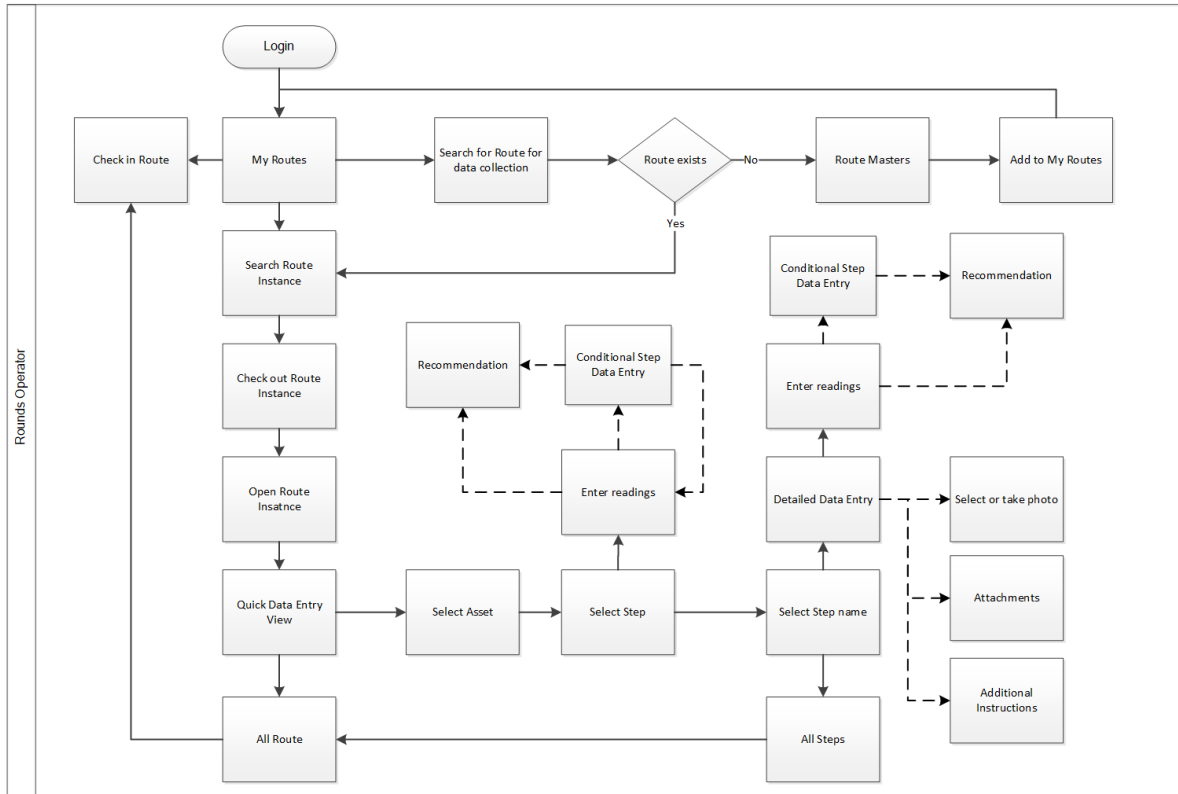 Login
Rounds Operator
Check in Route
My Routes
Search for Route for
data collection
Route exists
No
Route Masters
Add to My Routes
Yes
Search Route
Instance
Conditional Step
Data Entry
Recommendation
Check out Route
Instance
Recommendation
Conditional Step
Data Entry
Enter readings
Open Route
Insatnce
Enter readings
Detailed Data Entry
Select or take photo
Quick Data Entry
View
Select Asset
Select Step
Select Step name
Attachments
Additional
Instructions
All Route
All Steps